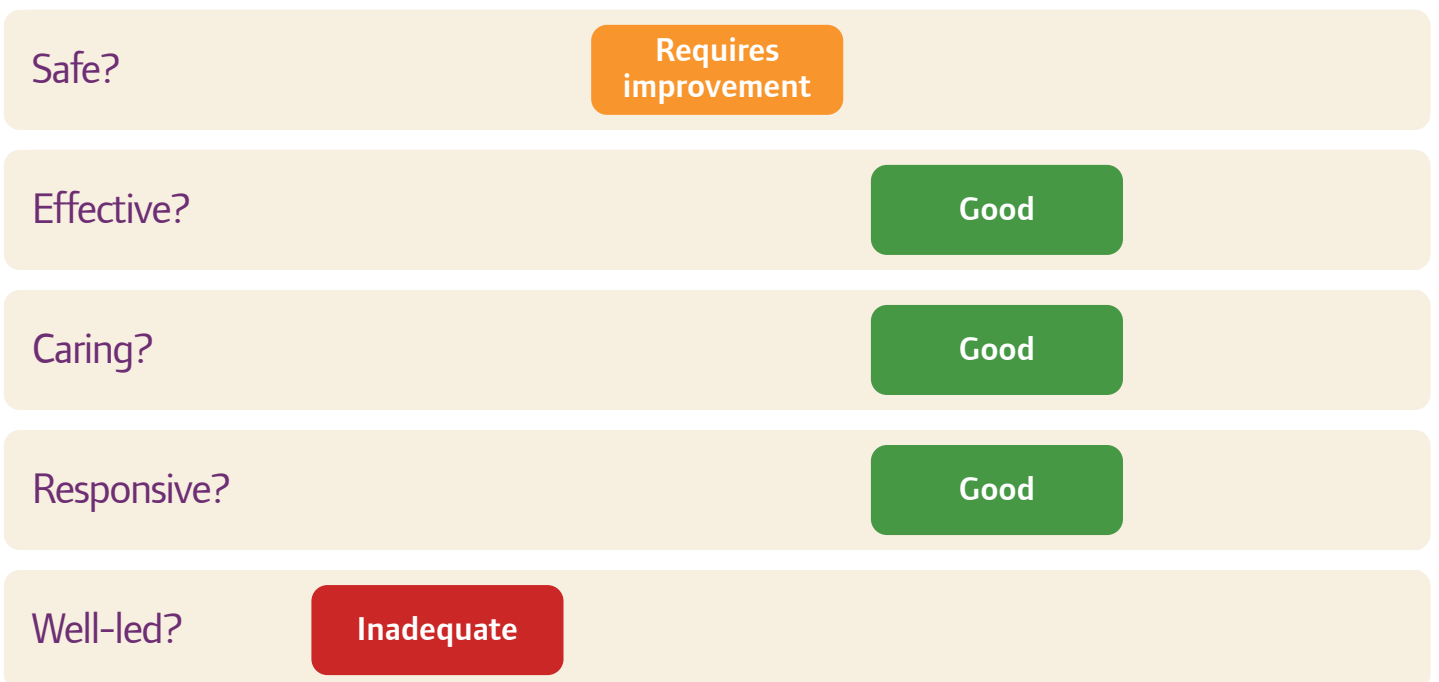 Safe?
Requires
improvement
Effective?
Good
Caring?
Good
Responsive?
Good
Well-led?
Inadequate